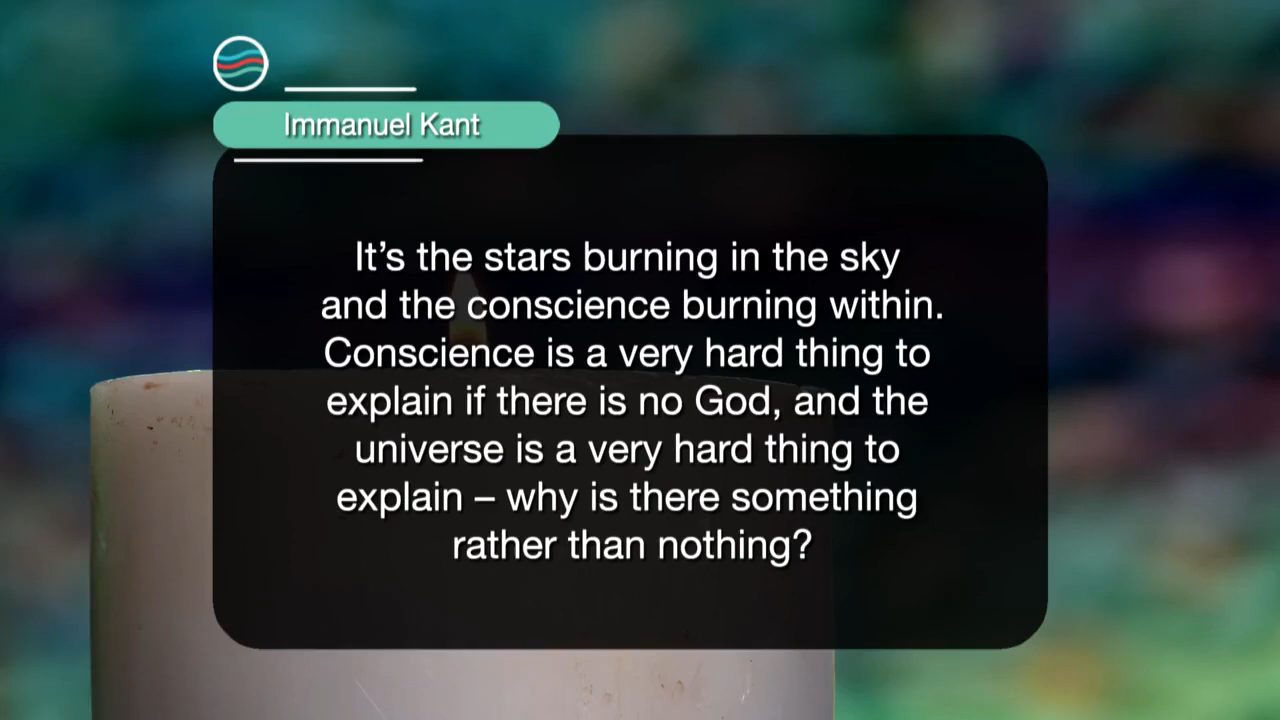 Immanuel Kant
It’s the stars burning in the sky
and the conscience burning within.
Conscience is a very hard thing to
explain if there is no God, and the
universe is a very hard thing to
explain – why is there something
rather than nothing?